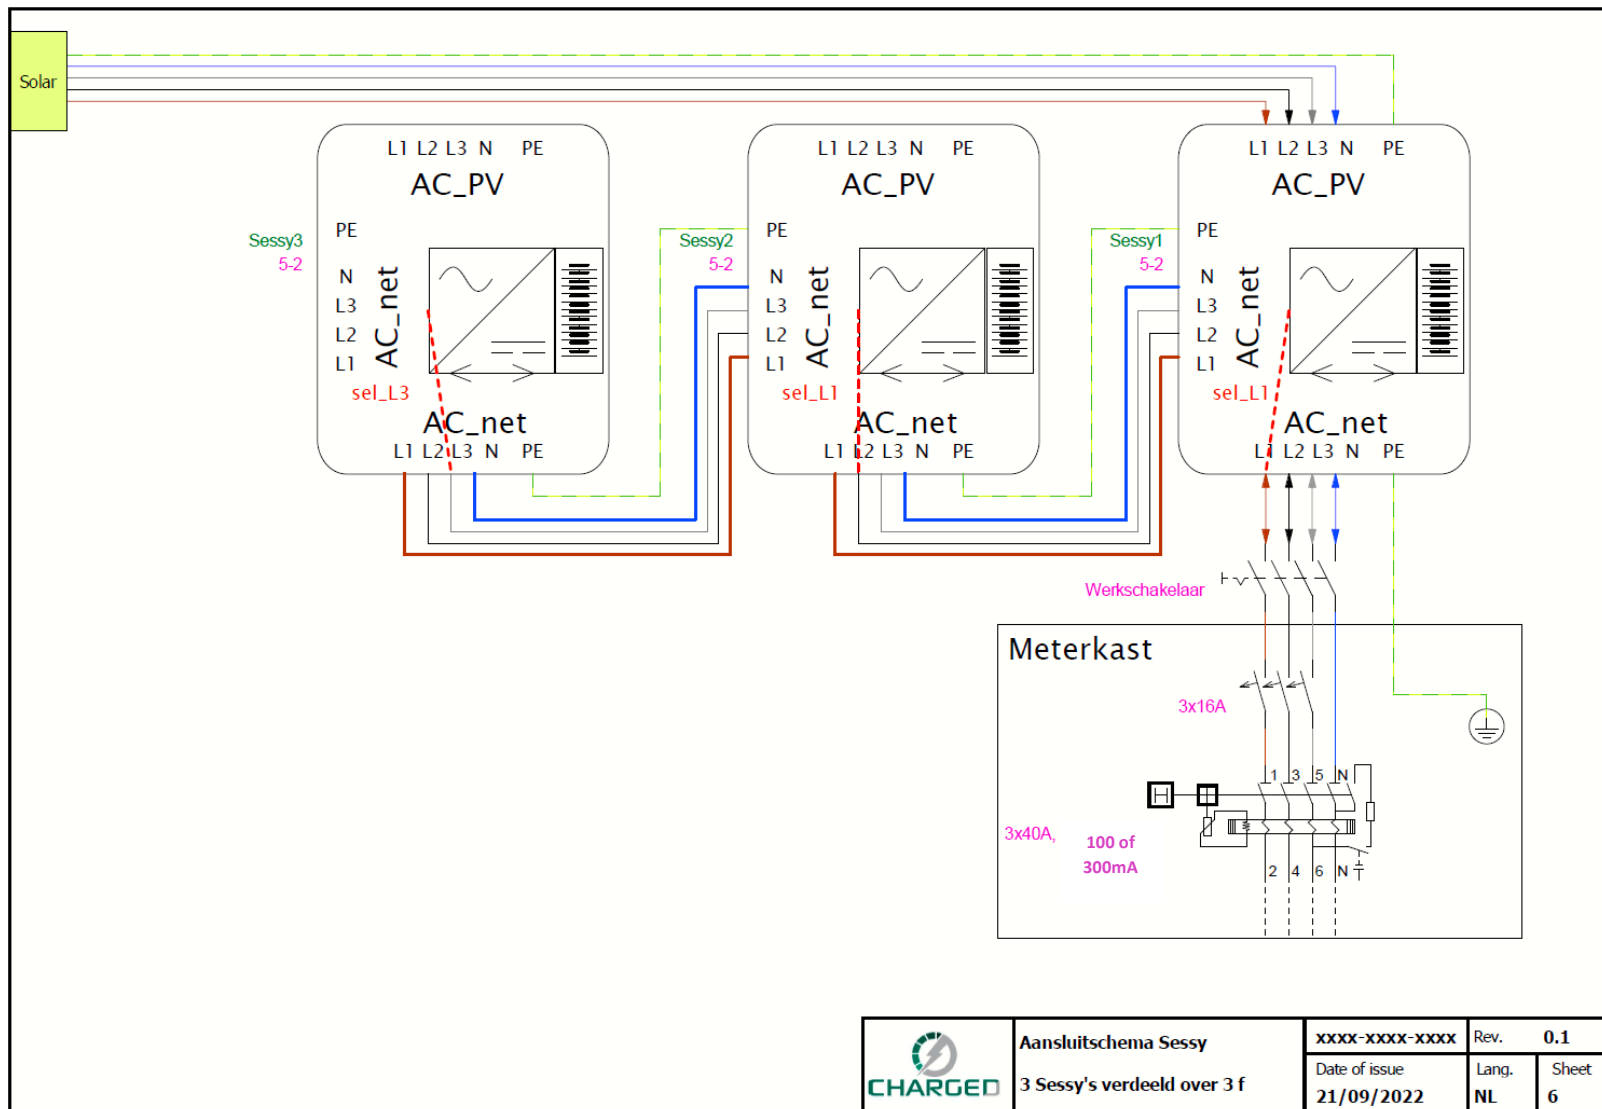 Solar
L1 L2 L3 N PE
AC_PV
PE
Sessy3
5-2
N
L3
L2
L1
AC_net
sel_L3
AC_net
L1 L2 L3 N PE
L1 L2 L3 N PE
AC_PV
PE
Sessy2
5-2
N
L3
L2
L1
AC_net
sel_L1
AC_net
L1 L2 L3 N PE
L1 L2 L3 N PE
AC_PV
PE
Sessy1
5-2
N
L3
L2
L1
AC_net
sel_L1
AC_net
L1 L2 L3 N PE
Werkschakelaar
Meterkast
3x16A
1 3 5 N
H
3x40A,
100 of
300mA
2 4 6 N
CHARGED
Aansluitschema Sessy
3 Sessy's verdeeld over 3 f
xxxx-xxxx-xxxx
Rev. 0.1
Date of issue
21/09/2022
Lang.
NL
Sheet
6